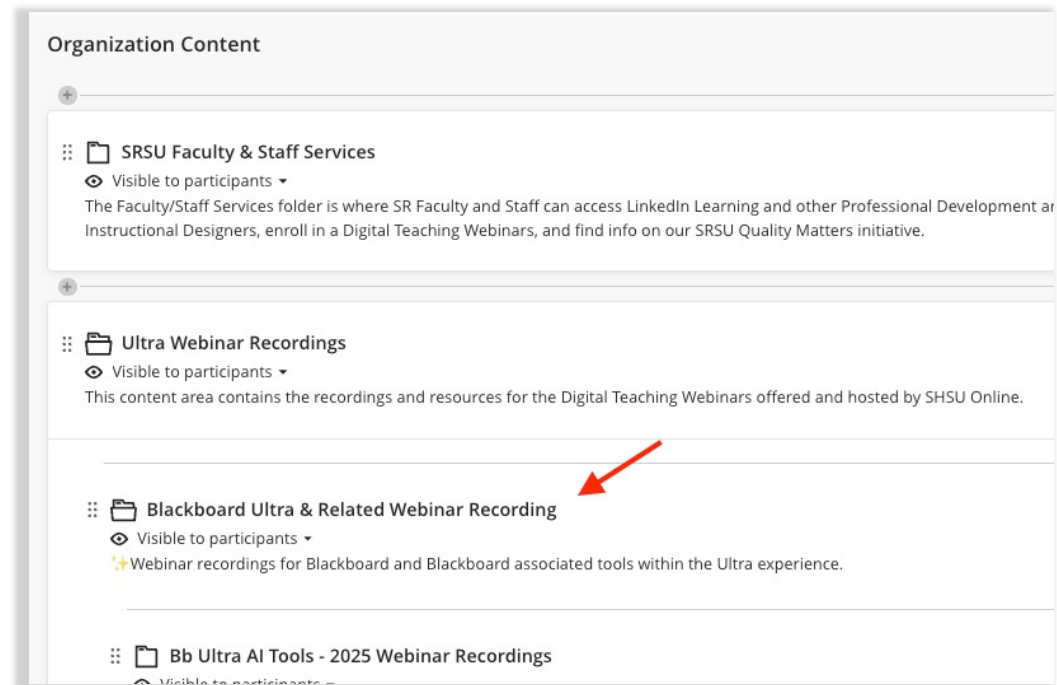 Organization Content
SRSU Faculty & Staff Services
Visible to participants
The Faculty/Staff Services folder is where SR Faculty and Staff can access LinkedIn Learning and other Professional Development
Instructional Designers, enroll in a Digital Teaching Webinars, and find info on our SRSU Quality Matters initiative.
Ultra Webinar Recordings
Visible to participants
This content area contains the recordings and resources for the Digital Teaching Webinars offered and hosted by SHSU Online.
Blackboard Ultra & Related Webinar Recording
Visible to participants
✨Webinar recordings for Blackboard and Blackboard associated tools within the Ultra experience.
Bb Ultra AI Tools - 2025 Webinar Recordings
Visible to participants